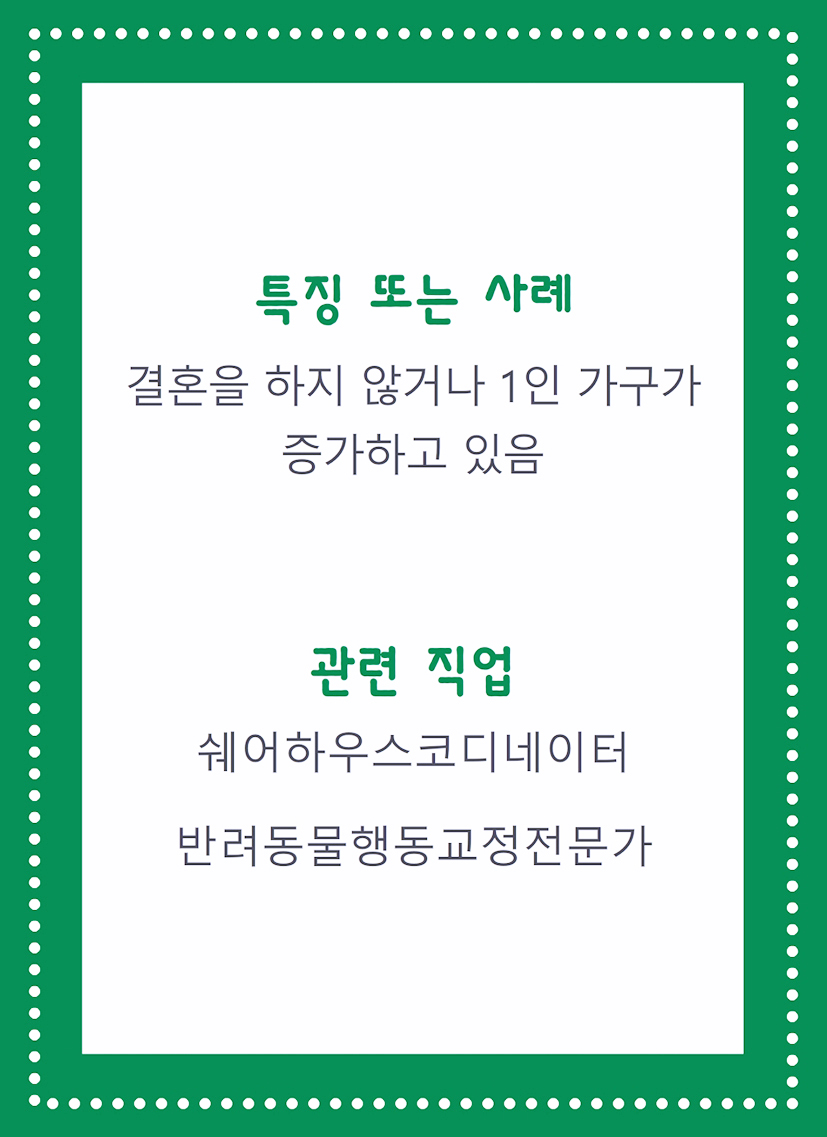 특징 또는 사례
결혼을 하지 않거나 1인 가구가
증가하고 있음
관련 직업
쉐어하우스코디네이터
반려동물행동교정전문가